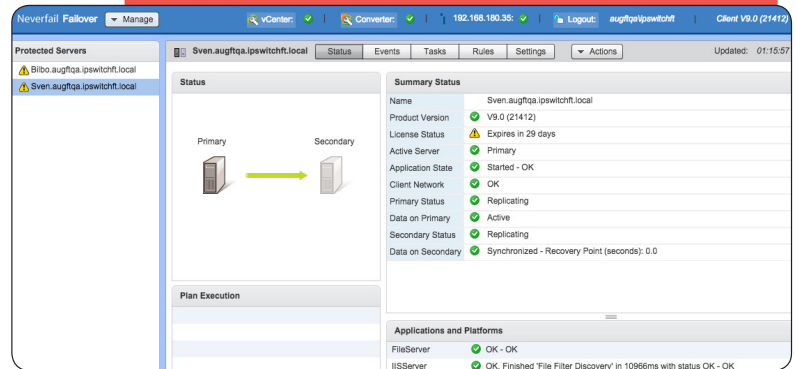 Neverfail Failover Manage vCenter: Converter: 192.168.180.35: Logout: augftqa\ipswitchft Client V9.0 (21412)
Protected Servers
Bilbo.augftqa.ipswitchft.local
Sven.augftqa.ipswitchft.local
Sven.augftqa.ipswitchft.local Status Events Tasks Rules Settings Actions Updated: 01:15:57
Status
Primary Secondary
Plan Execution
Summary Status
Name Sven.augftqa.ipswitchft.local
Product Version V9.0 (21412)
License Status Expires in 29 days
Active Server Primary
Application State Started - OK
Client Network OK
Primary Status Replicating
Data on Primary Active
Secondary Status Replicating
Data on Secondary Synchronized - Recovery Point (seconds): 0.0
Applications and Platforms
FileServer OK - OK
IISServer OK, Finished 'File Filter Discovery' in 10966ms with status OK - OK